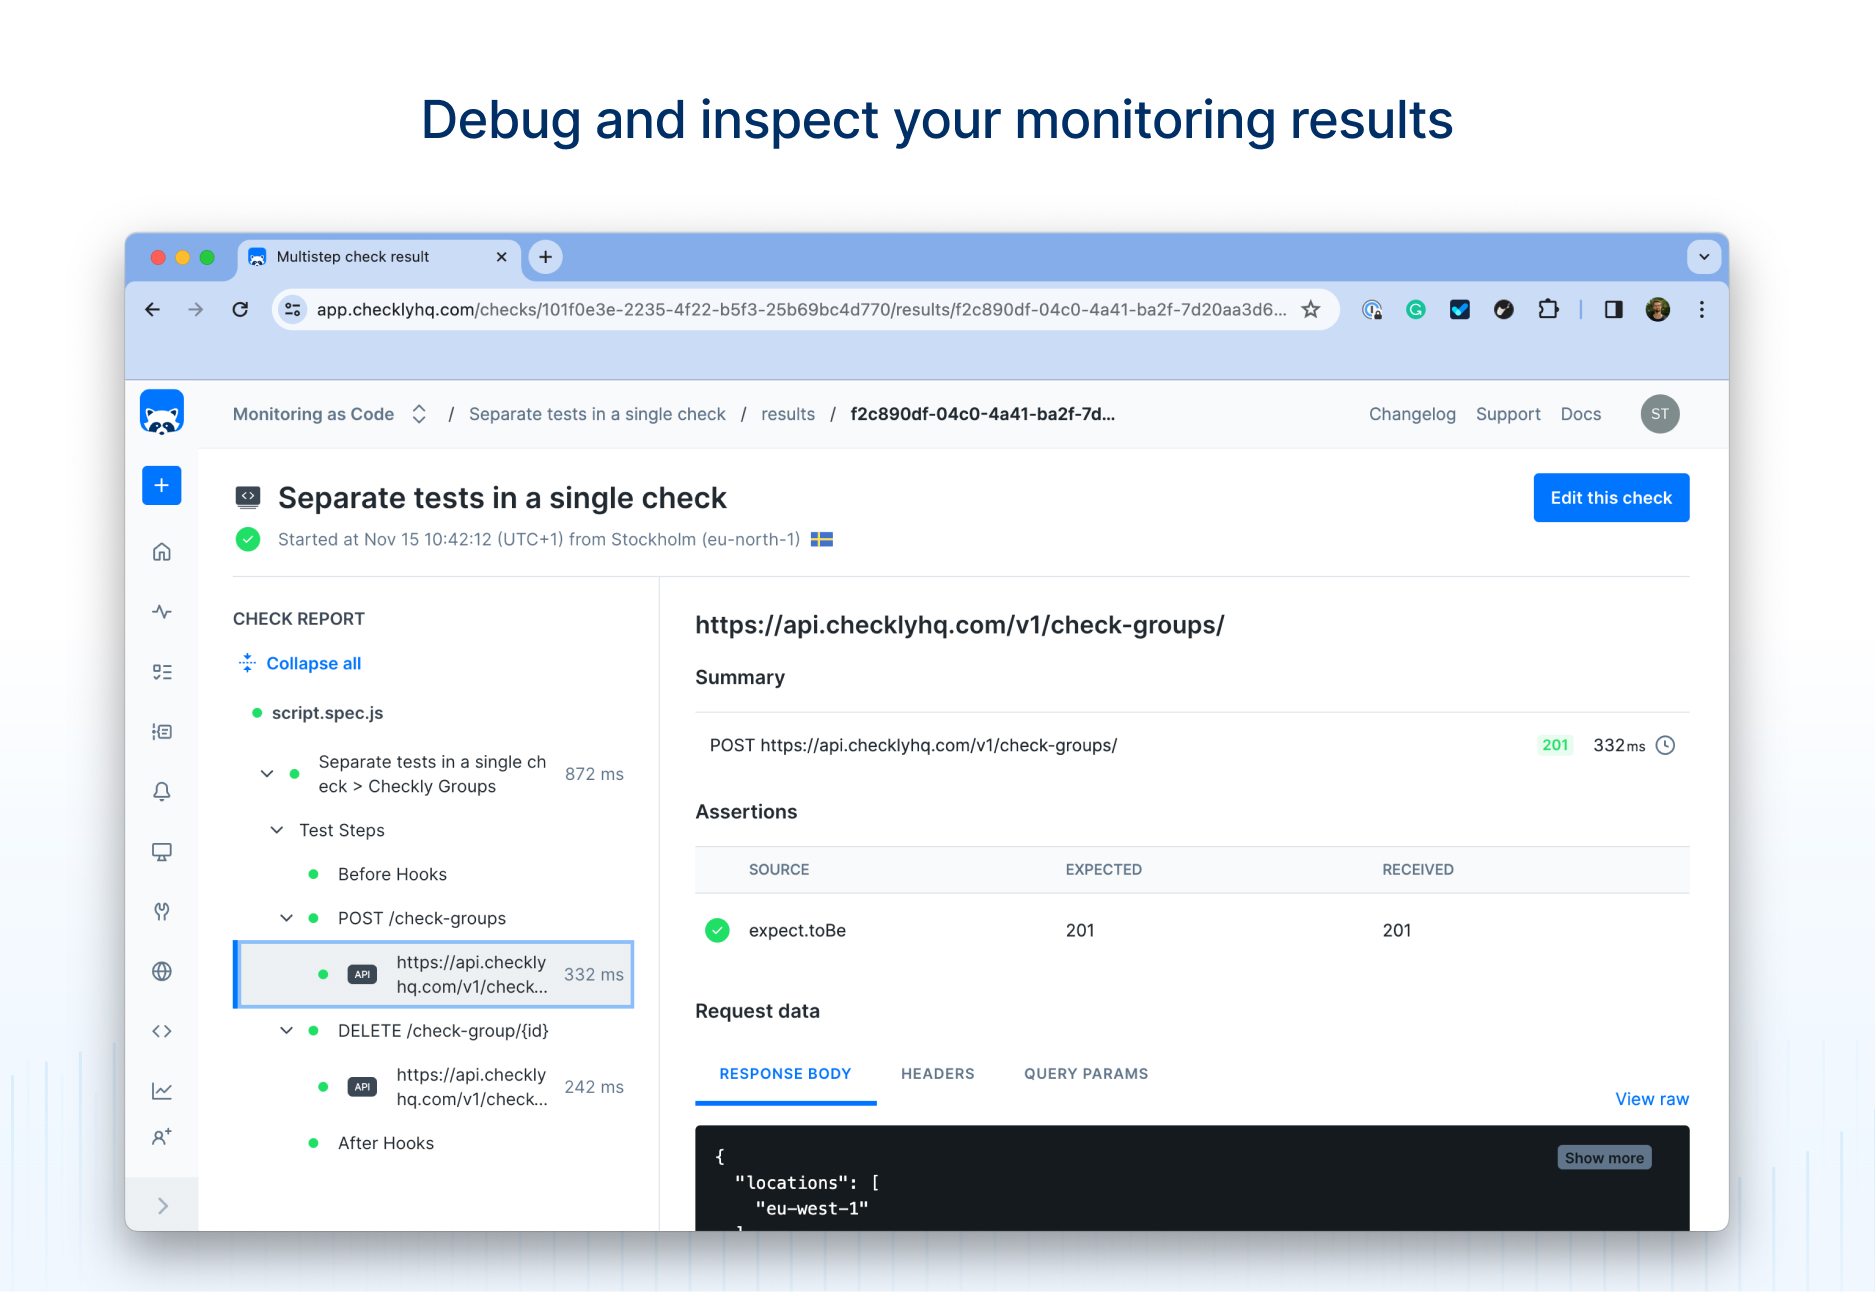 Debug and inspect your monitoring results
Multistep check result
app.checklyhq.com/checks/101f0e3e-2235-4f22-b5f3-25b69bc4d770/results/f2c890df-04c0-4a41-ba2f-7d20aa3d6...
Monitoring as Code / Separate tests in a single check / results / f2c890df-04c0-4a41-ba2f-7d...
Changelog Support Docs ST
Separate tests in a single check
Edit this check
Started at Nov 15 10:42:12 (UTC+1) from Stockholm (eu-north-1)
CHECK REPORT
Collapse all
script.spec.js
Separate tests in a single ch
eck > Checkly Groups
872 ms
Test Steps
Before Hooks
POST /check-groups
API
https://api.checkly
hq.com/v1/check...
332 ms
DELETE /check-group/{id}
API
https://api.checkly
hq.com/v1/check...
242 ms
After Hooks
https://api.checklyhq.com/v1/check-groups/
Summary
POST https://api.checklyhq.com/v1/check-groups/ 201 332ms
Assertions
SOURCE EXPECTED RECEIVED
expect.toBe 201 201
Request data
RESPONSE BODY HEADERS QUERY PARAMS
View raw
{
Show more
"locations": [
"eu-west-1"
]